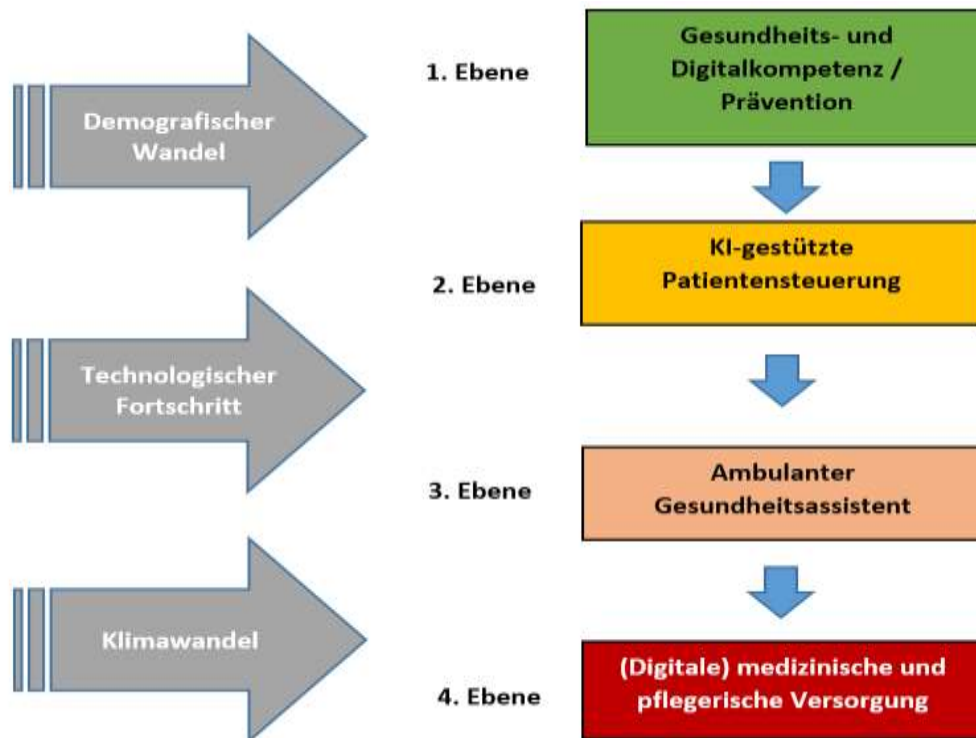 Demografischer
Wandel
Technologischer
Fortschritt
Klimawandel
1. Ebene
Gesundheits- und
Digitalkompetenz /
Prävention
2. Ebene
KI-gestützte
Patientensteuerung
3. Ebene
Ambulanter
Gesundheitsassistent
4. Ebene
(Digitale) medizinische und
pflegerische Versorgung